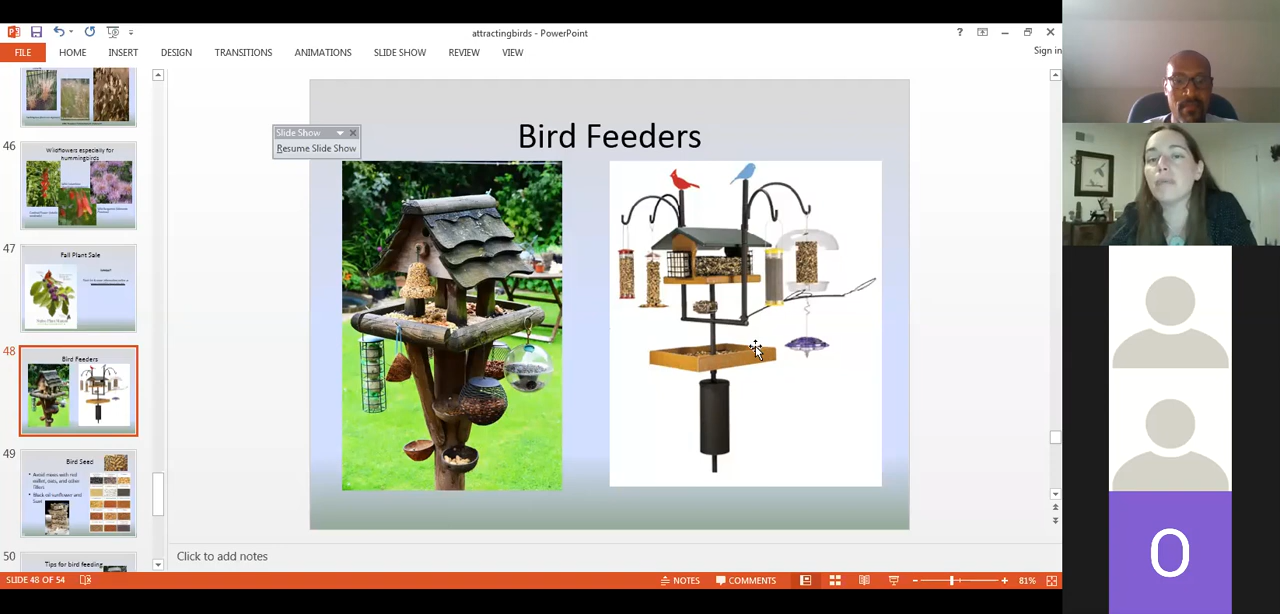 attractingbirds - PowerPoint
FILE HOME INSERT DESIGN TRANSITIONS ANIMATIONS SLIDE SHOW REVIEW VIEW
Sign in
46
Wildflowers especially for
hummingbirds
47
Fall Plant Sale
48
Bird Feeders
49
Bird Seed
• Avoid mixes with red
millet, oats, and other
fillers
• Black oil sunflower and
Suet
50
Tips for bird feeding
Slide Show
Resume Slide Show
Bird Feeders
Click to add notes
SLIDE 48 OF 54
NOTES COMMENTS 81%
O